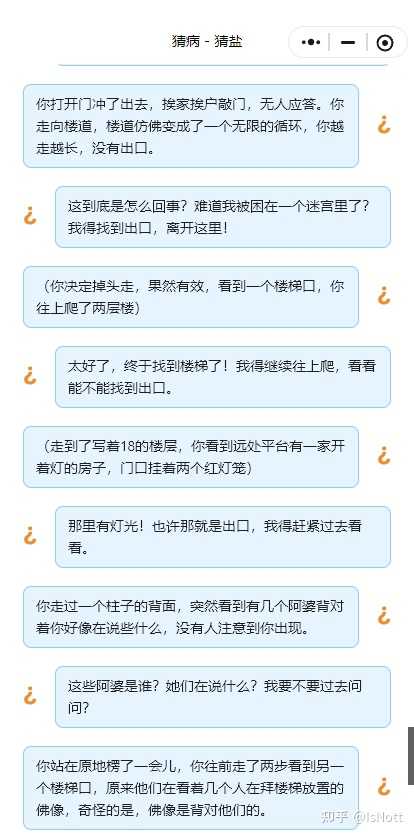 猜病 - 猜盐
你打开门冲了出去，挨家挨户敲门，无人应答。你
走向楼道，楼道仿佛变成了一个无限的循环，你越
走越长，没有出口。
这到底是怎么回事？难道我被困在一个迷宫里了？
我得找到出口，离开这里！
（你决定掉头走，果然有效，看到一个楼梯口，你
往上爬了两层楼）
太好了，终于找到楼梯了！我得继续往上爬，看看
能不能找到出口。
（走到了写着18的楼层，你看到远处平台有一家开
着灯的房子，门口挂着两个红灯笼）
那里有灯光！也许那就是出口，我得赶紧过去看
看。
你走过一个柱子的背面，突然看到有几个阿婆背对
着你好像在说些什么，没有人注意到你出现。
这些阿婆是谁？她们在说什么？我要不要过去问
问？
你站在原地楞了一会儿，你往前走了两步看到另一
个楼梯口，原来他们在看着几个人在拜楼梯放置的
佛像，奇怪的是，佛像是背对他们的。
知乎 @IsNott